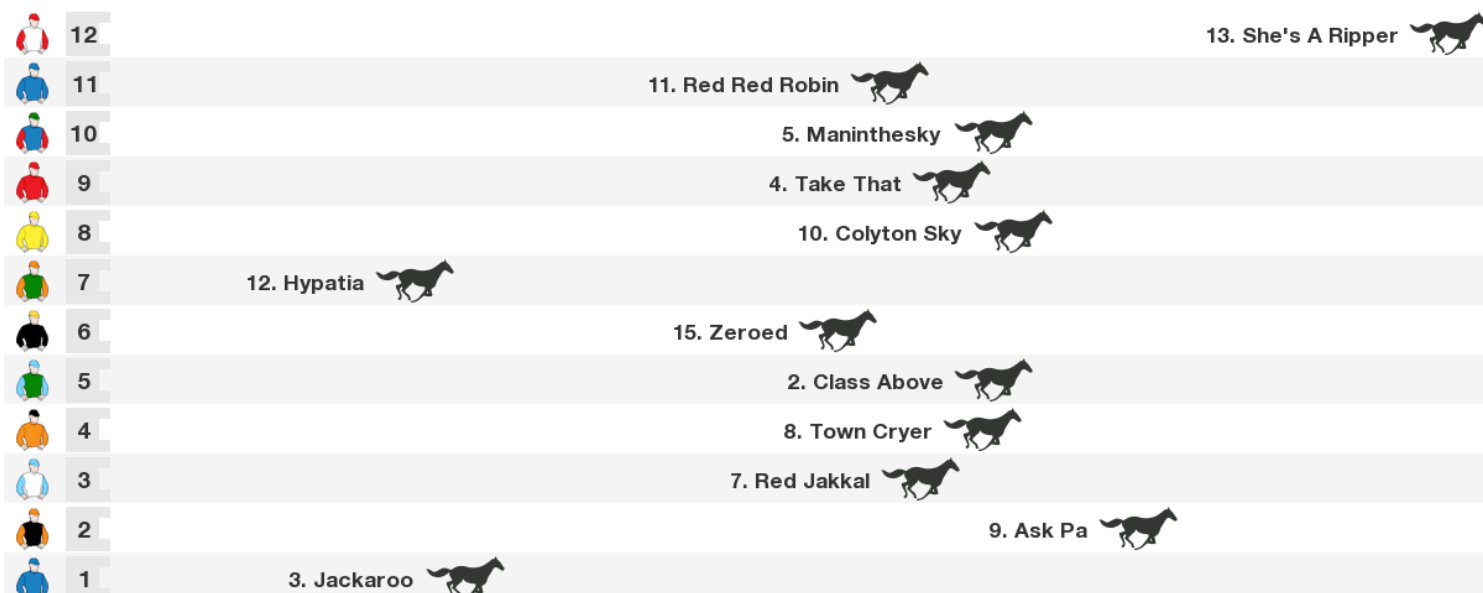 12 13. She's A Ripper
11 11. Red Red Robin
10 5. Maninthesky
9 4. Take That
8 10. Colyton Sky
7 12. Hypatia
6 15. Zeroed
5 2. Class Above
4 8. Town Cryer
3 7. Red Jakkal
2 9. Ask Pa
1 3. Jackaroo